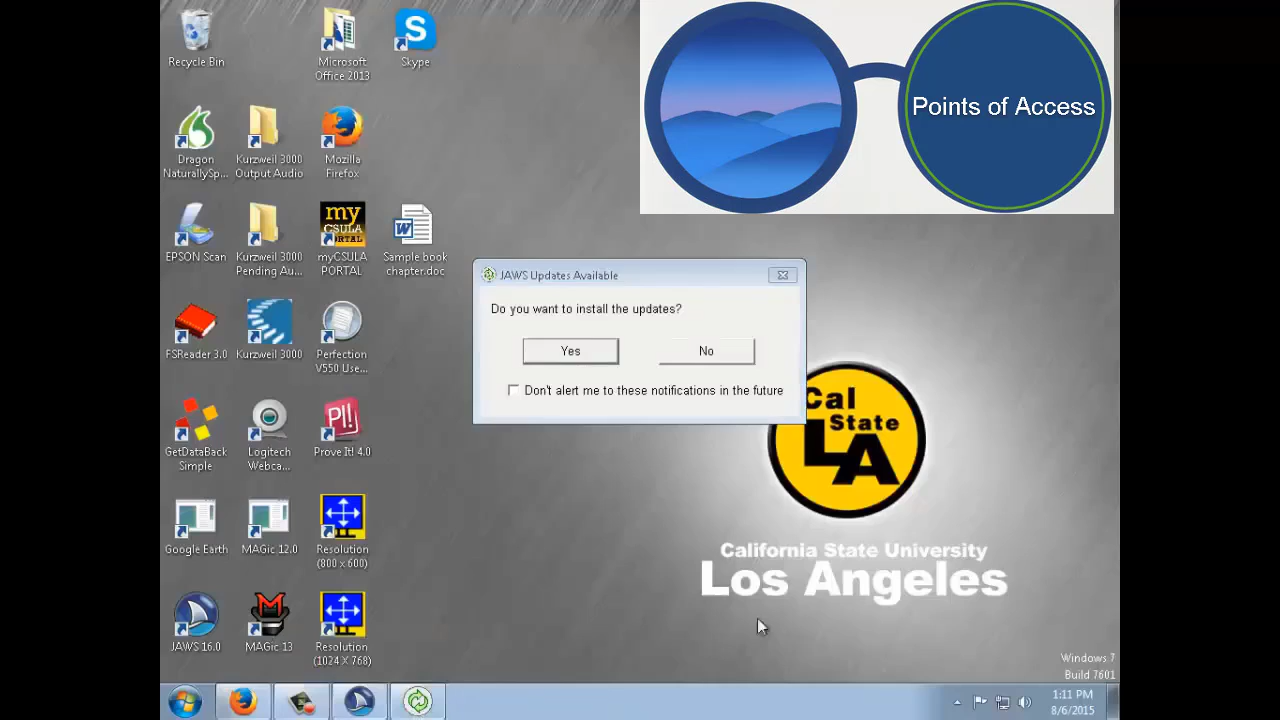 Recycle Bin
Microsoft
Office 2013
Skype
S
Points of Access
Dragon
NaturallySp...
Kurzweil 3000
Output Audio
Mozilla
Firefox
EPSON Scan
Kurzweil 3000
Pending Au...
my
CSULA
PORTAL
myCSULA
PORTAL
W
Sample book
chapter.doc
JAWS Updates Available
Do you want to install the updates?
Yes
No
Don't alert me to these notifications in the future
FSReader 3.0
Kurzweil 3000
Perfection
V550 Use...
GetDataBack
Simple
Logitech
Webca...
P!!
Prove It! 4.0
Cal
State
LA
Google Earth
MAGic 12.0
Resolution
(800 x 600)
California State University
Los Angeles
JAWS 16.0
MAGic 13
Resolution
(1024 X 768)
Windows 7
Build 7601
1:11 PM
8/6/2015